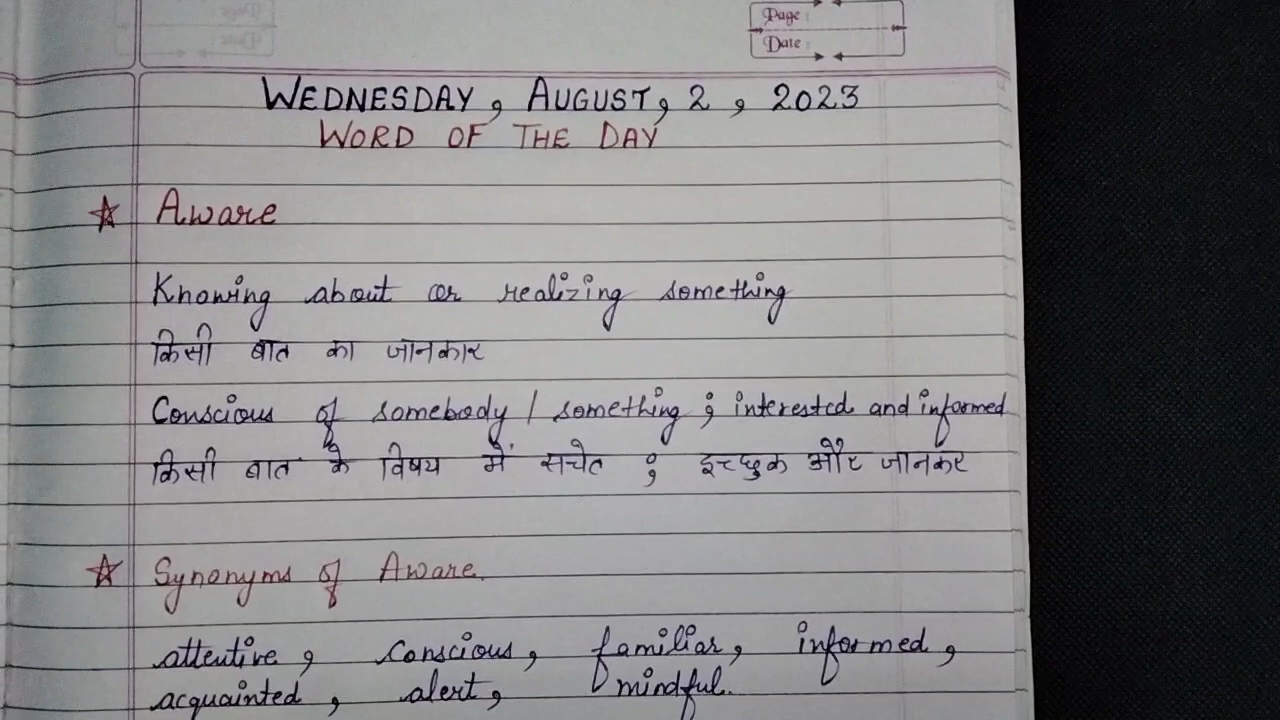 Page :
Date :
WEDNESDAY, AUGUST, 2, 2023
WORD OF THE DAY
☆ Aware
Knowing about or realizing something
किसी बात का जानकार
Conscious of somebody / something ; interested and informed
किसी बात के विषय में सचेत ; इच्छुक और जानकर
☆ Synonyms of Aware.
attentive, conscious, familiar, informed,
acquainted, alert, mindful.